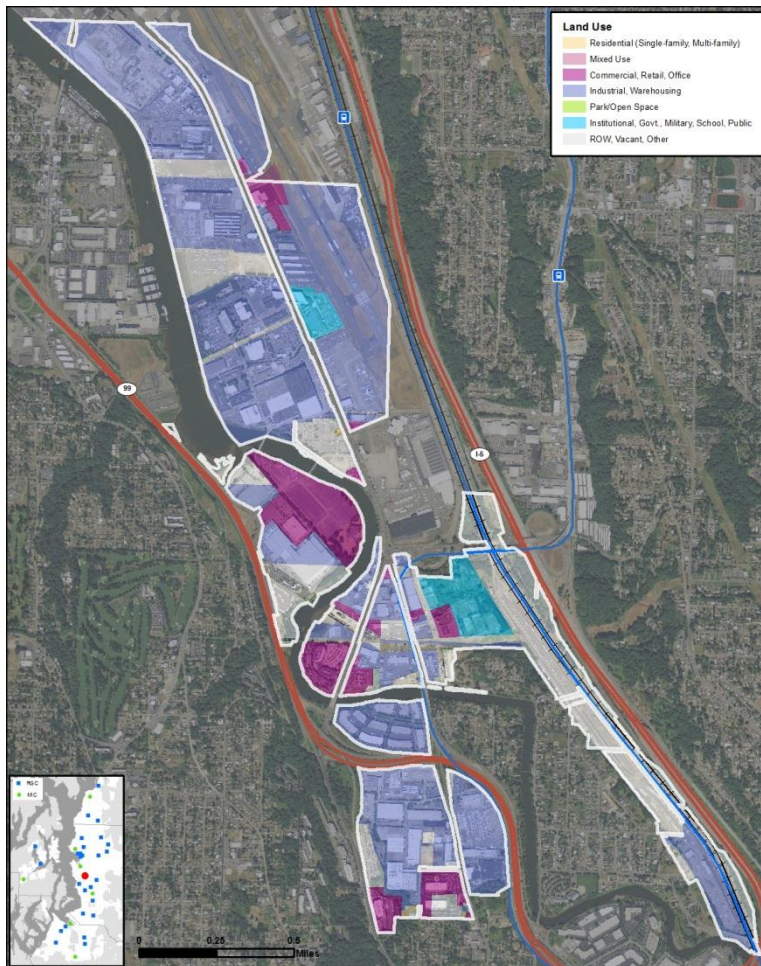 Land Use
Residential (Single-family, Multi-family)
Mixed Use
Commercial, Retail, Office
Industrial, Warehousing
Park/Open Space
Institutional, Govt., Military, School, Public
ROW, Vacant, Other
99
I-5
RGC
MIC
0
0.25
0.5
Miles